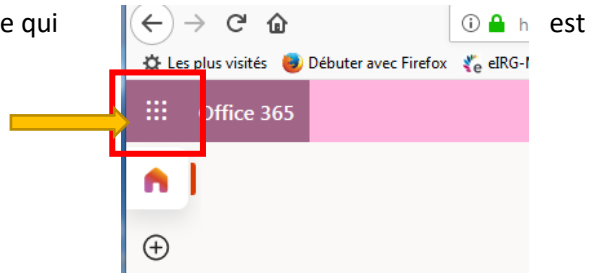 e qui
est
h
Les plus visités Débuter avec Firefox eIRG-
Office 365